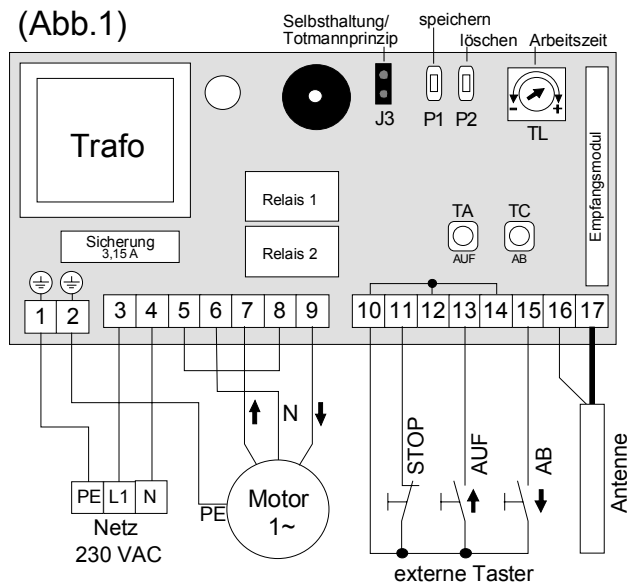 (Abb.1)
Selbsthaltung/
Totmannprinzip
speichern
löschen
Arbeitszeit
Trafo
J3
P1
P2
- +
TL
Empfangsmodul
Relais 1
Relais 2
TA
AUF
TC
AB
Sicherung
3,15 A
1 2 3 4 5 6 7 8 9 10 11 12 13 14 15 16 17
N
STOP
AUF
AB
Antenne
PE L1 N
Netz
230 VAC
PE
Motor
1~
externe Taster